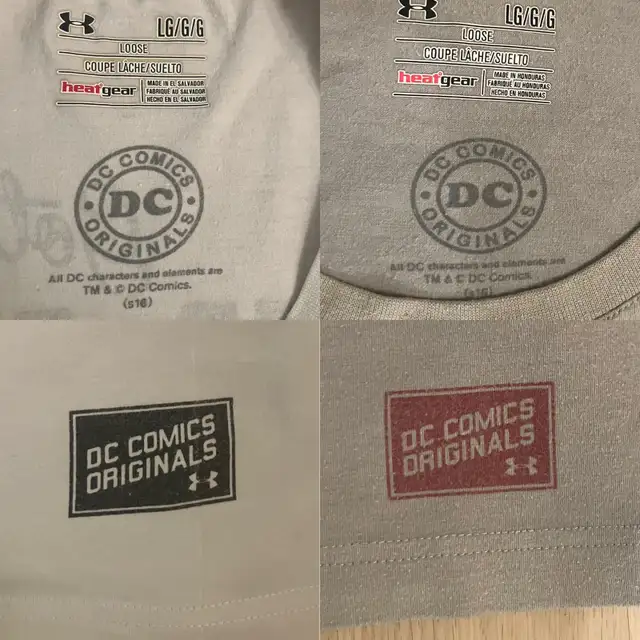 LG/G/G
LOOSE
COUPE LÂCHE/SUELTO
heatgear
MADE IN EL SALVADOR
FABRIQUÉ AU SALVADOR
HECHO EN EL SALVADOR
DC COMICS
DC
ORIGINALS
All DC characters and elements are
TM & © DC Comics.
(s16)
LG/G/G
LOOSE
COUPE LÂCHE/SUELTO
heatgear
MADE IN HONDURAS
FABRIQUÉ AU HONDURAS
HECHO EN HONDURAS
DC COMICS
DC
ORIGINALS
All DC characters and elements are
TM & © DC Comics.
(s16)
DC COMICS
ORIGINALS
DC COMICS
ORIGINALS